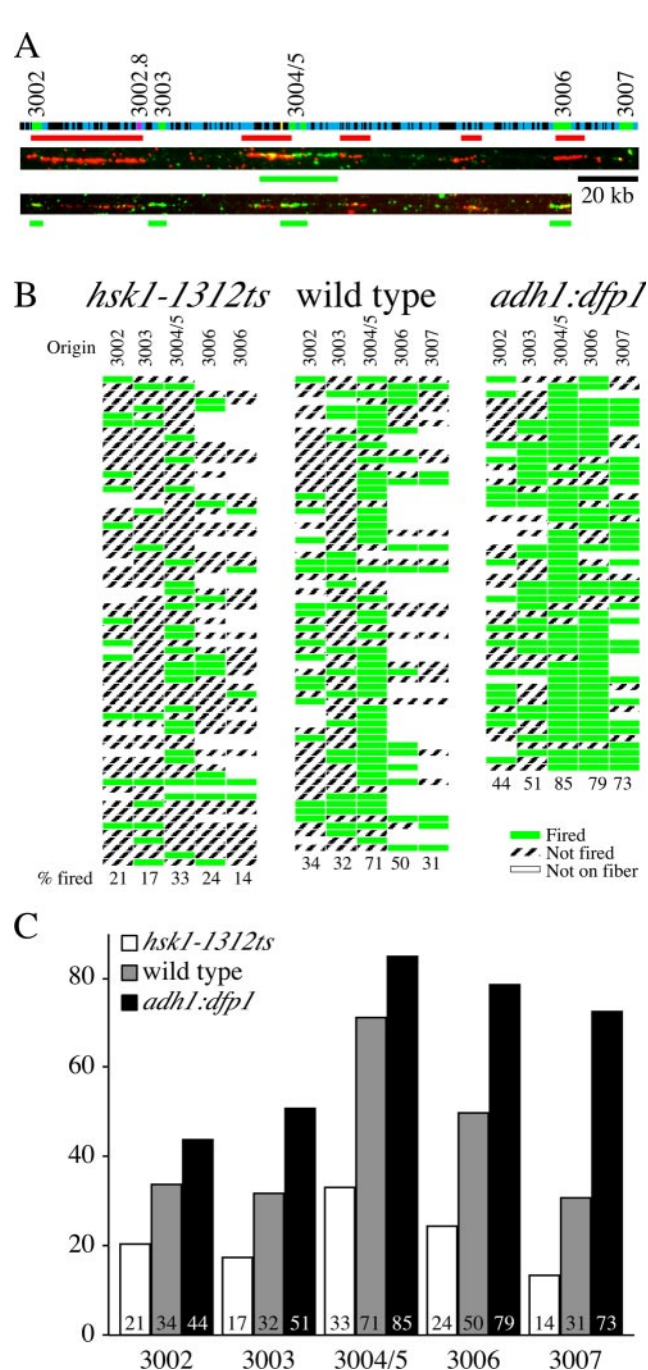 A
3002
3002.8
3003
3004/5
3006
3007
20 kb
B
hsk1-1312ts wild type adh1:dfp1
Origin
3002 3003 3004/5 3006 3006
3002 3003 3004/5 3006 3007
3002 3003 3004/5 3006 3007
44 51 85 79 73
Fired
Not fired
Not on fiber
% fired 21 17 33 24 14
34 32 71 50 31
C
hsk1-1312ts
wild type
adh1:dfp1
80
60
40
20
0
21 34 44 17 32 51 33 71 85 24 50 79 14 31 73
3002 3003 3004/5 3006 3007